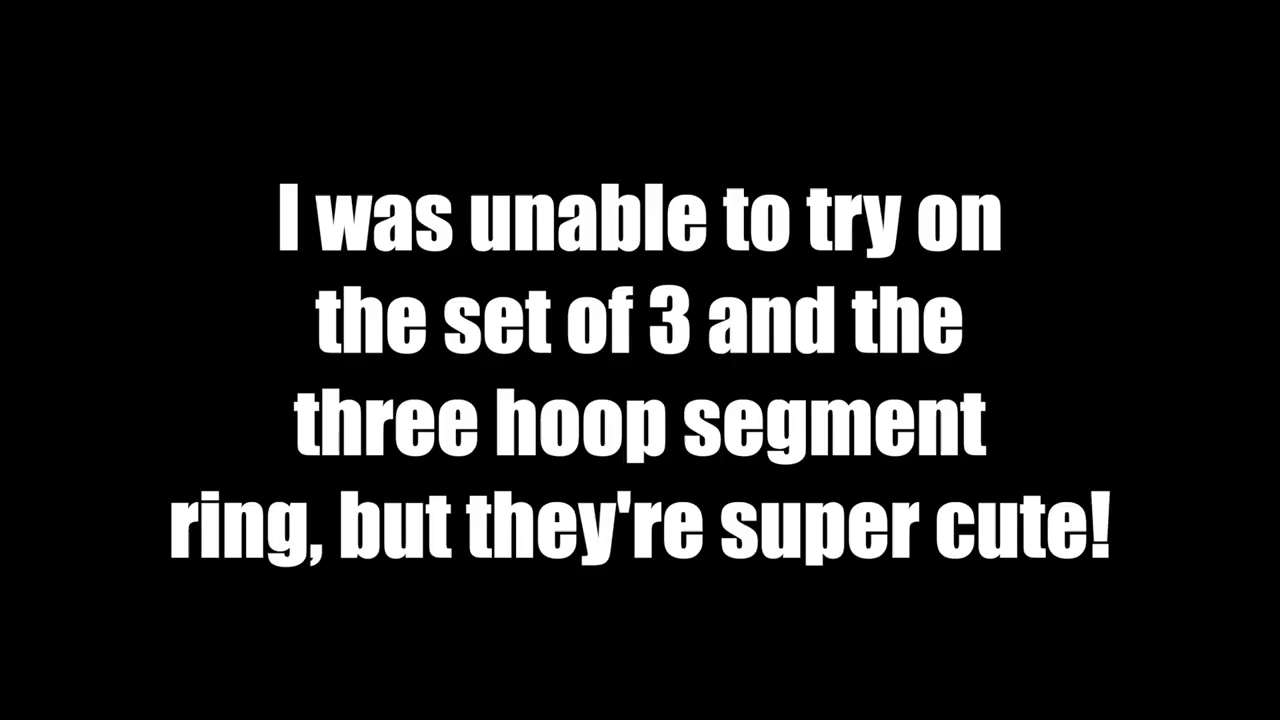 I was unable to try on
the set of 3 and the
three hoop segment
ring, but they're super cute!